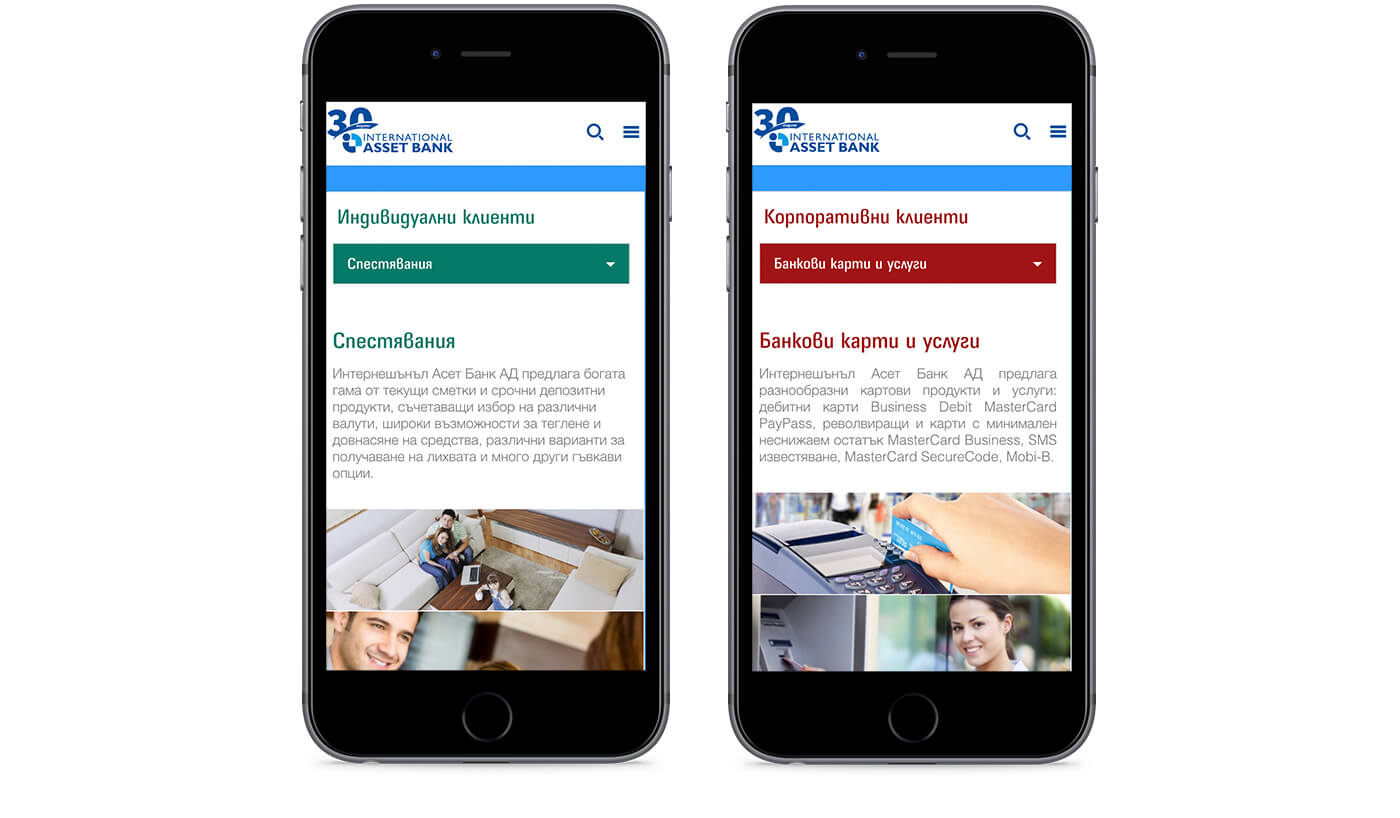 30
INTERNATIONAL
ASSET BANK
Индивидуални клиенти
Спестявания
Спестявания
Интернешънъл Асет Банк АД предлага богата
гама от текущи сметки и срочни депозитни
продукти, съчетаващи избор на различни
валути, широки възможности за теглене и
довнасяне на средства, различни варианти за
получаване на лихвата и много други гъвкави
опции.
30
INTERNATIONAL
ASSET BANK
Корпоративни клиенти
Банкови карти и услуги
Банкови карти и услуги
Интернешънъл Асет Банк АД предлага
разнообразни картови продукти и услуги:
дебитни карти Business Debit MasterCard
PayPass, револвиращи и карти с минимален
неснижаем остатък MasterCard Business, SMS
известяване, MasterCard SecureCode, Mobi-B.